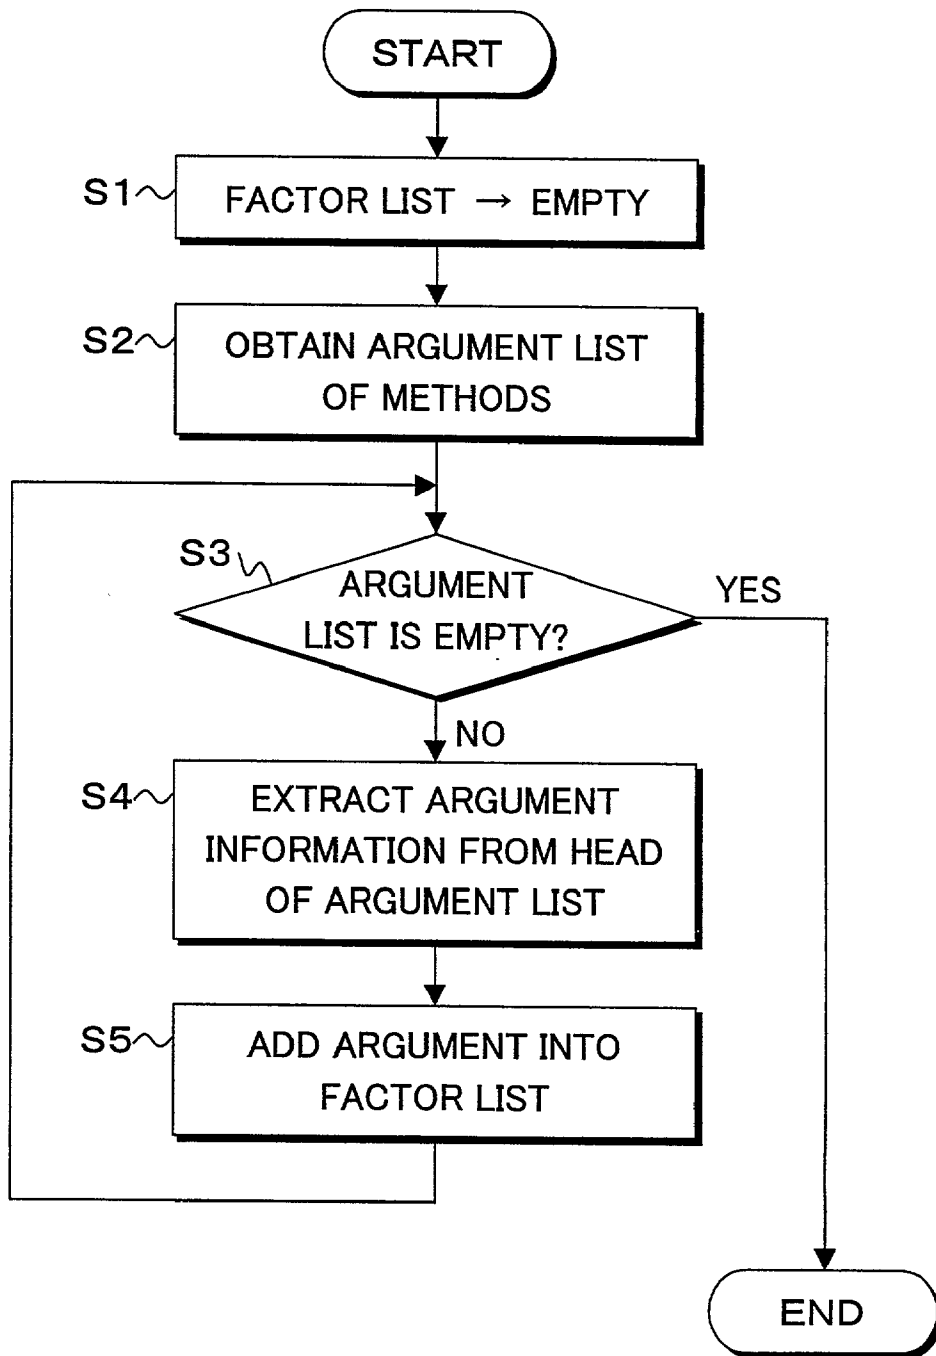 START
S1
FACTOR LIST → EMPTY
S2
OBTAIN ARGUMENT LIST
OF METHODS
S3
ARGUMENT
LIST IS EMPTY?
YES
NO
S4
EXTRACT ARGUMENT
INFORMATION FROM HEAD
OF ARGUMENT LIST
S5
ADD ARGUMENT INTO
FACTOR LIST
END